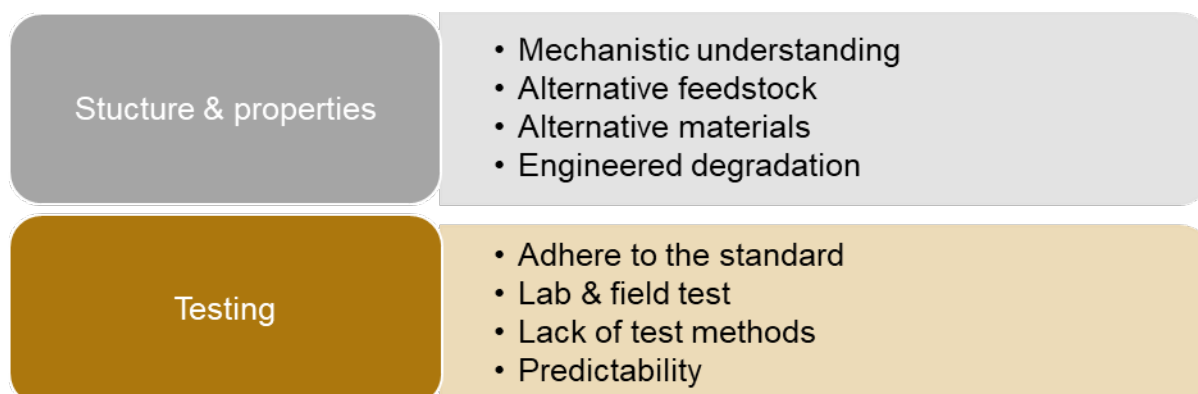 Stucture & properties
• Mechanistic understanding
• Alternative feedstock
• Alternative materials
• Engineered degradation
Testing
• Adhere to the standard
• Lab & field test
• Lack of test methods
• Predictability